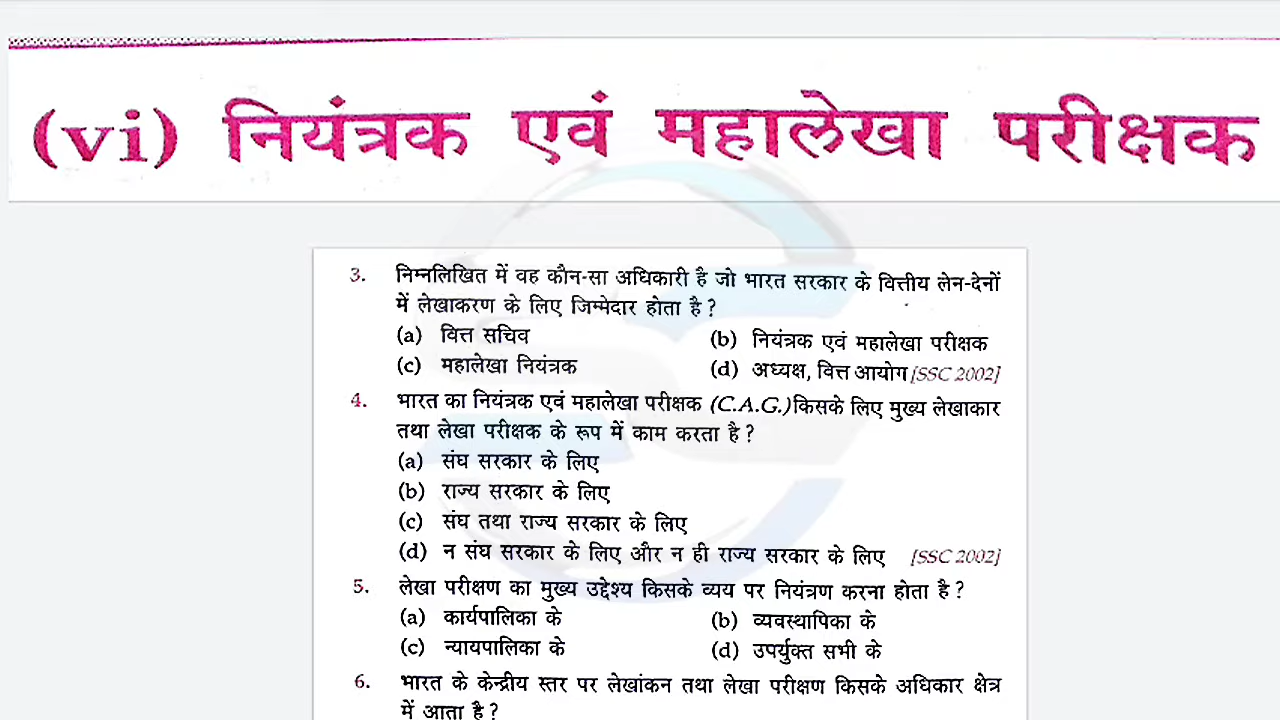 (vi) नियंत्रक एवं महालेखा परीक्षक
3. निम्नलिखित में वह कौन-सा अधिकारी है जो भारत सरकार के वित्तीय लेन-देनों
में लेखाकरण के लिए जिम्मेदार होता है ?
(a) वित्त सचिव (b) नियंत्रक एवं महालेखा परीक्षक
(c) महालेखा नियंत्रक (d) अध्यक्ष, वित्त आयोग [SSC 2002]
4. भारत का नियंत्रक एवं महालेखा परीक्षक (C.A.G.) किसके लिए मुख्य लेखाकार
तथा लेखा परीक्षक के रूप में काम करता है ?
(a) संघ सरकार के लिए
(b) राज्य सरकार के लिए
(c) संघ तथा राज्य सरकार के लिए
(d) न संघ सरकार के लिए और न ही राज्य सरकार के लिए [SSC 2002]
5. लेखा परीक्षण का मुख्य उद्देश्य किसके व्यय पर नियंत्रण करना होता है ?
(a) कार्यपालिका के (b) व्यवस्थापिका के
(c) न्यायपालिका के (d) उपर्युक्त सभी के
6. भारत के केन्द्रीय स्तर पर लेखांकन तथा लेखा परीक्षण किसके अधिकार क्षेत्र
में आता है ?